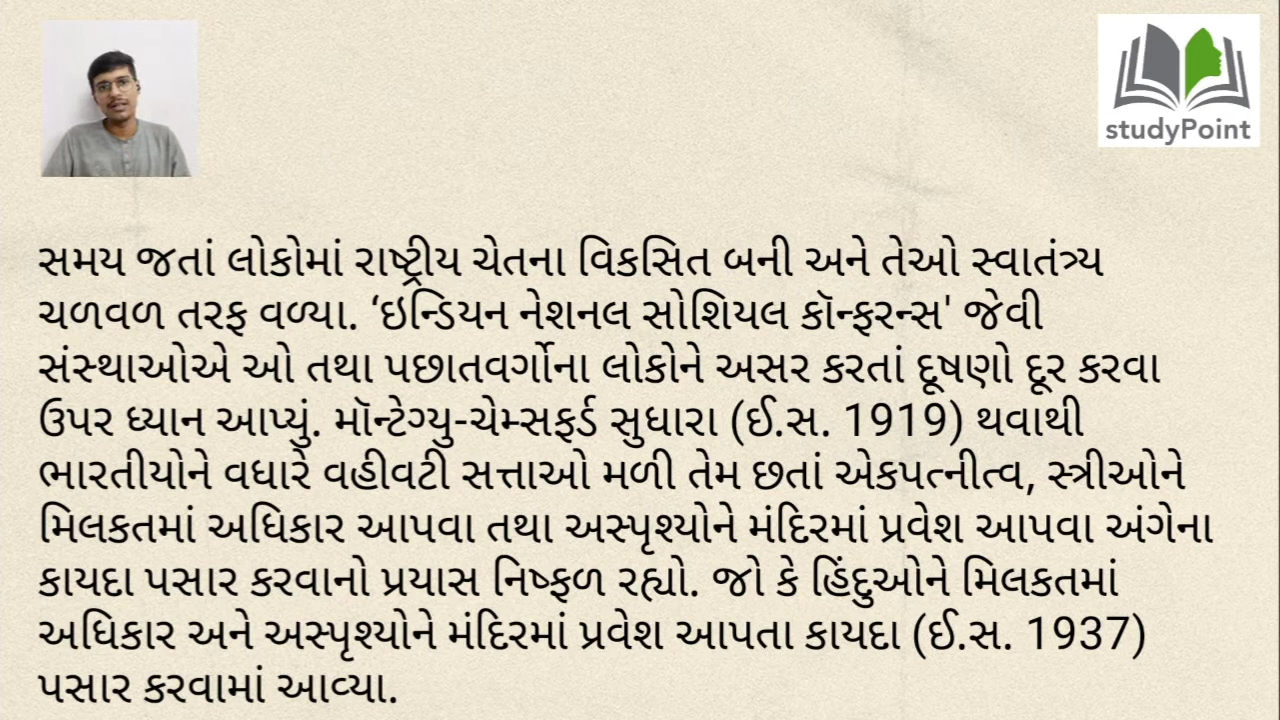 studyPoint
સમય જતાં લોકોમાં રાષ્ટ્રીય ચેતના વિકસિત બની અને તેઓ સ્વાતંત્ર્ય
ચળવળ તરફ વળ્યા. ‘ઇન્ડિયન નેશનલ સોશિયલ કૉન્ફરન્સ' જેવી
સંસ્થાઓએ ઓ તથા પછાતવર્ગોના લોકોને અસર કરતાં દૂષણો દૂર કરવા
ઉપર ધ્યાન આપ્યું. મૉન્ટેગ્યુ-ચેમ્સફર્ડ સુધારા (ઈ.સ. 1919) થવાથી
ભારતીયોને વધારે વહીવટી સત્તાઓ મળી તેમ છતાં એકપત્નીત્વ, સ્ત્રીઓને
મિલકતમાં અધિકાર આપવા તથા અસ્પૃશ્યોને મંદિરમાં પ્રવેશ આપવા અંગેના
કાયદા પસાર કરવાનો પ્રયાસ નિષ્ફળ રહ્યો. જો કે હિંદુઓને મિલકતમાં
અધિકાર અને અસ્પૃશ્યોને મંદિરમાં પ્રવેશ આપતા કાયદા (ઈ.સ. 1937)
પસાર કરવામાં આવ્યા.